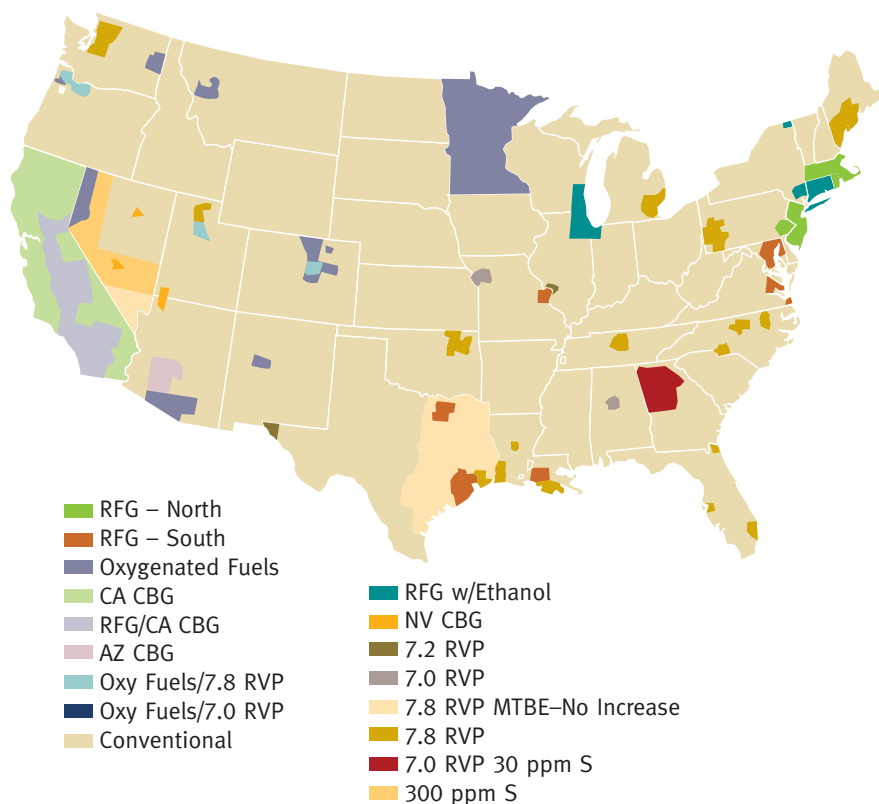 RFG – North
RFG – South
Oxygenated Fuels
CA CBG
RFG/CA CBG
AZ CBG
Oxy Fuels/7.8 RVP
Oxy Fuels/7.0 RVP
Conventional
RFG w/Ethanol
NV CBG
7.2 RVP
7.0 RVP
7.8 RVP MTBE–No Increase
7.8 RVP
7.0 RVP 30 ppm S
300 ppm S